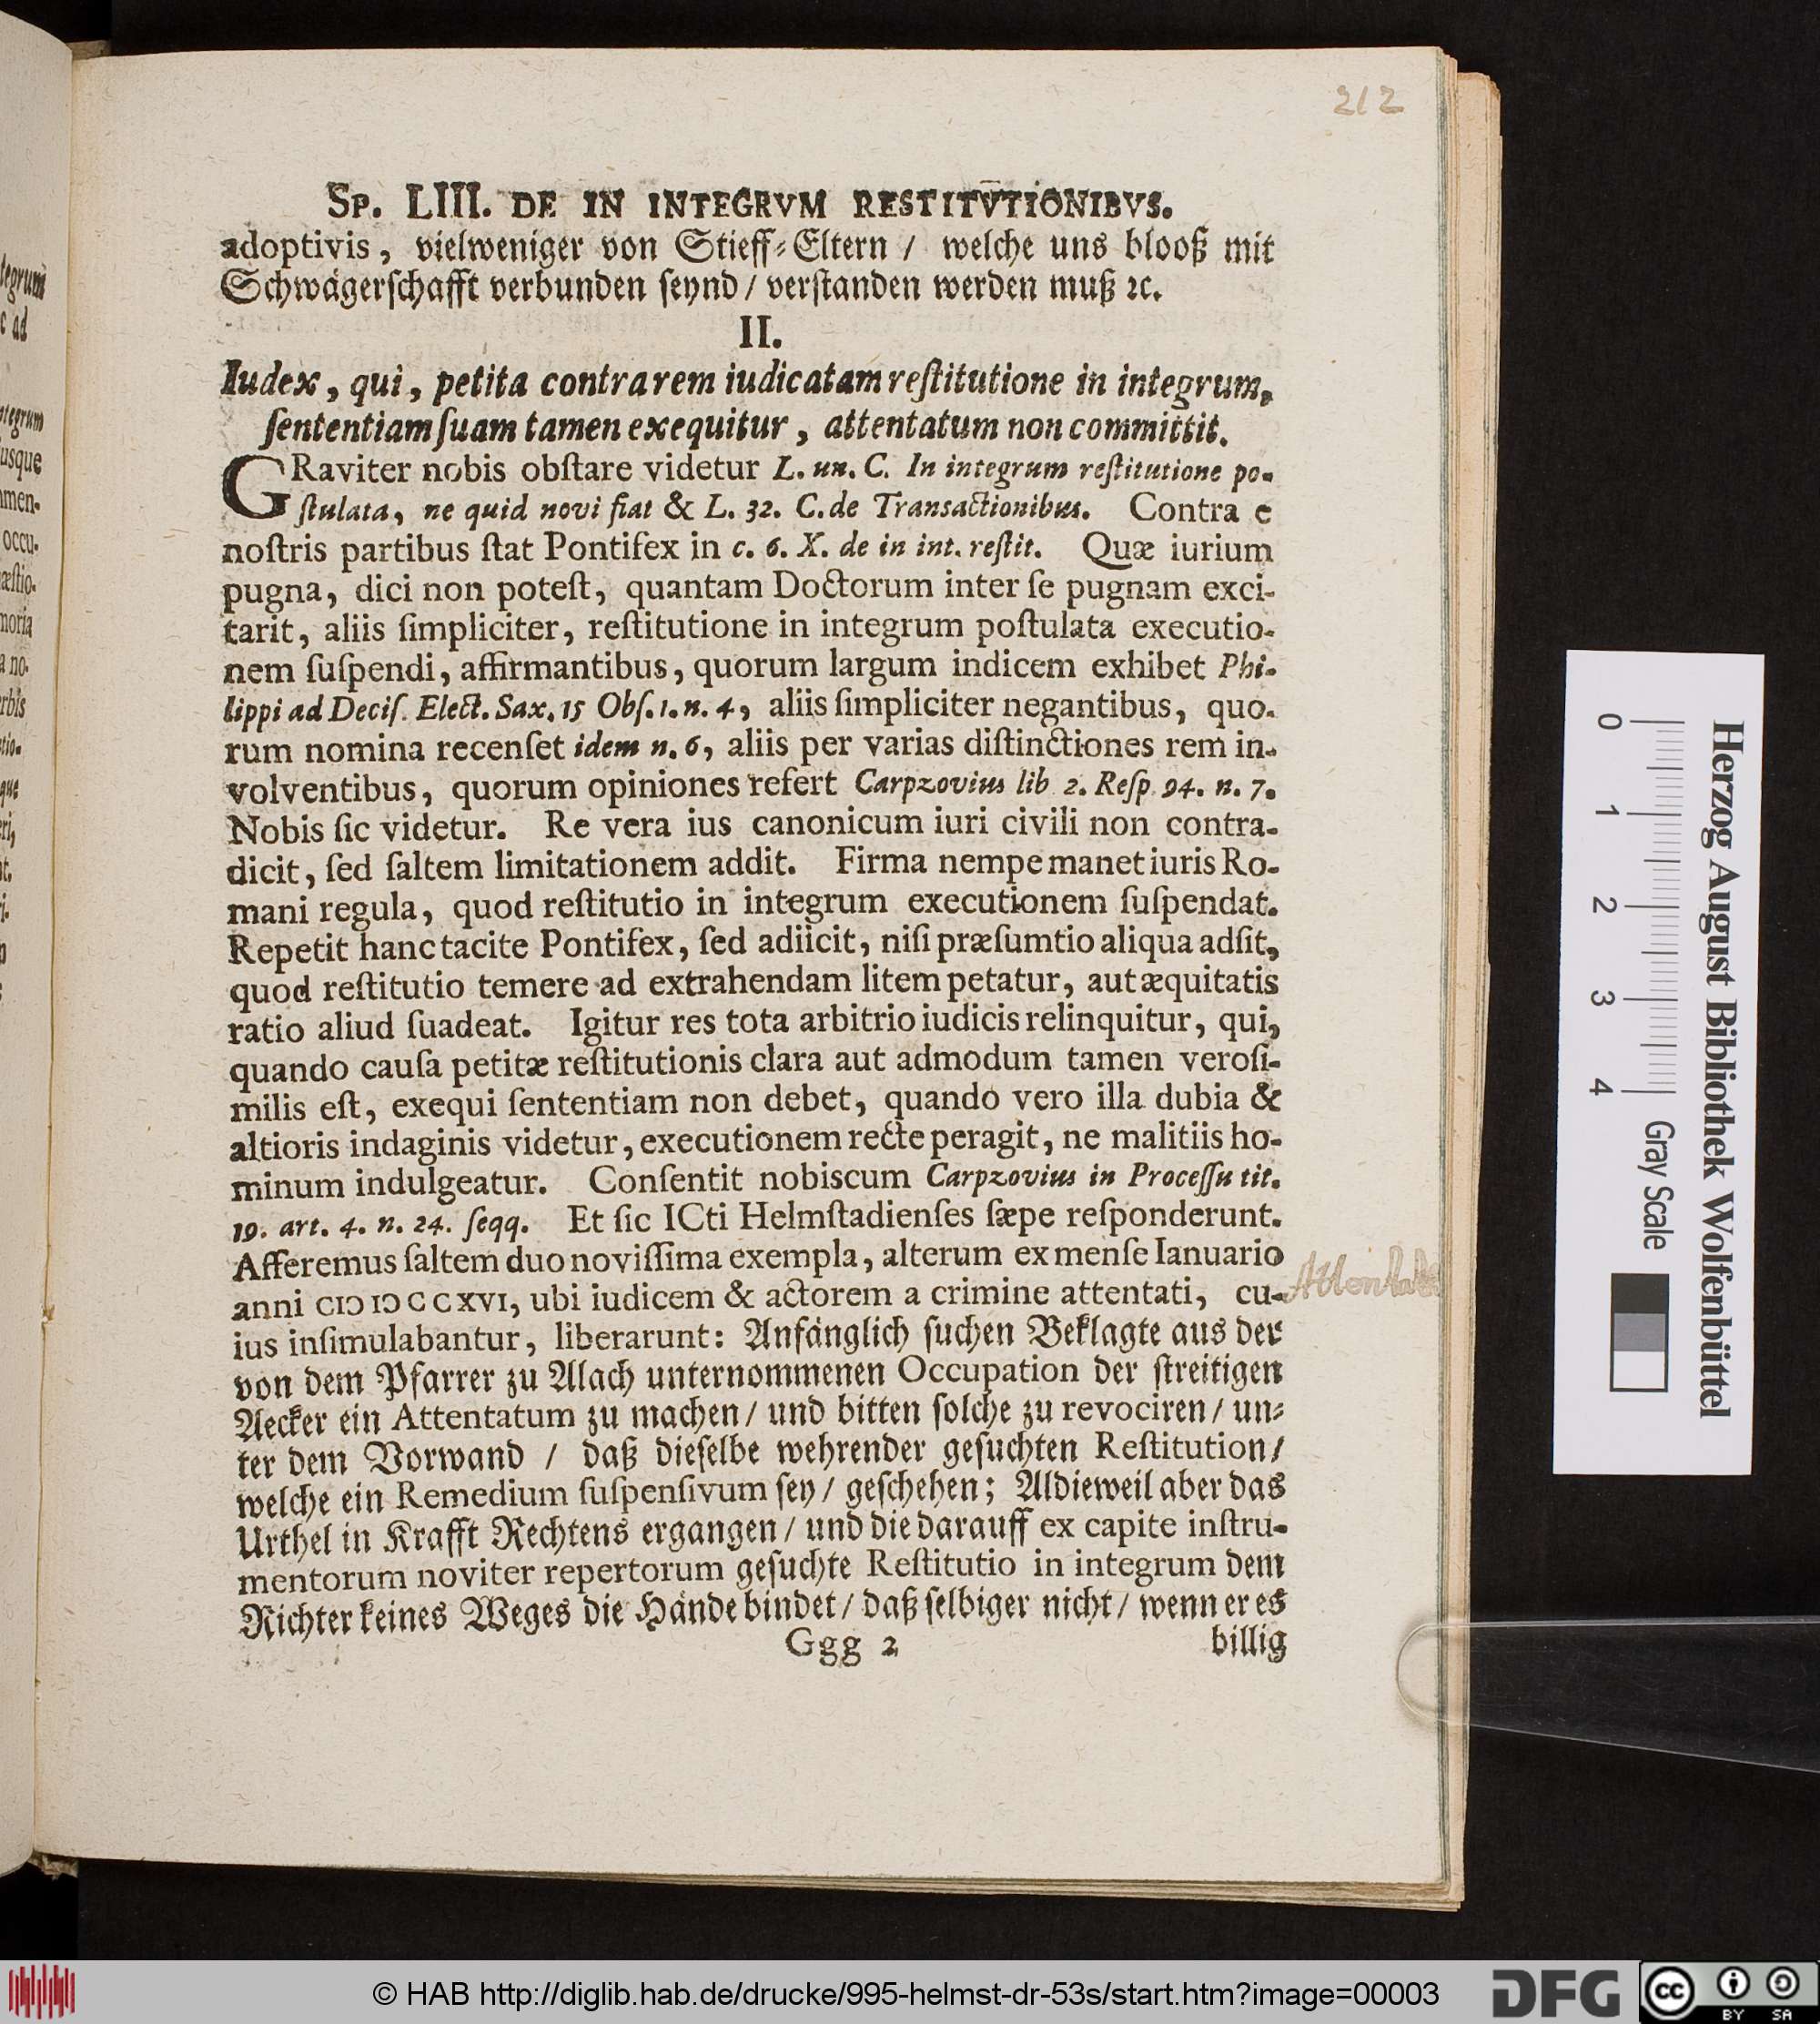 212
Sp. LIII. DE IN INTEGRVM RESTITVTIONIBVS.
adoptivis, vielweniger von Stieff-Eltern / welche uns blooß mit
Schwägerſchafft verbunden ſeynd / verſtanden werden muß ꝛc.
II.
Iudex, qui, petita contra rem iudicatam reſtitutione in integrum,
ſententiam ſuam tamen exequitur, attentatum non committit.
GRaviter nobis obſtare videtur L. un. C. In integrum reſtitutione po-
ſtulata, ne quid novi fiat & L. 32. C. de Transactionibus. Contra e
noſtris partibus ſtat Pontifex in c. 6. X. de in int. reſtit. Quæ iurium
pugna, dici non poteſt, quantam Doctorum inter ſe pugnam exci-
tarit, aliis ſimpliciter, reſtitutione in integrum poſtulata executio-
nem ſuſpendi, affirmantibus, quorum largum indicem exhibet Phi-
lippi ad Deciſ. Elect. Sax. 15 Obſ. 1. n. 4, aliis ſimpliciter negantibus, quo-
rum nomina recenſet idem n. 6, aliis per varias diſtinctiones rem in-
volventibus, quorum opiniones refert Carpzovius lib. 2. Reſp. 94. n. 7.
Nobis ſic videtur. Re vera ius canonicum iuri civili non contra-
dicit, ſed ſaltem limitationem addit. Firma nempe manet iuris Ro-
mani regula, quod reſtitutio in integrum executionem ſuſpendat.
Repetit hanc tacite Pontifex, ſed adiicit, niſi præſumtio aliqua adſit,
quod reſtitutio temere ad extrahendam litem petatur, aut æquitatis
ratio aliud ſuadeat. Igitur res tota arbitrio iudicis relinquitur, qui,
quando cauſa petitæ reſtitutionis clara aut admodum tamen veroſi-
milis eſt, exequi ſententiam non debet, quando vero illa dubia &
altioris indaginis videtur, executionem recte peragit, ne malitiis ho-
minum indulgeatur. Conſentit nobiscum Carpzovius in Proceſſu tit.
19. art. 4. n. 24. ſeqq. Et ſic ICti Helmſtadienſes ſæpe reſponderunt.
Afferemus ſaltem duo noviſſima exempla, alterum ex menſe Ianuario
anni CIↃ IↃ C C XVI, ubi iudicem & actorem a crimine attentati, cu-
ius inſimulabantur, liberarunt: Anfänglich ſuchen Beklagte aus der
von dem Pfarrer zu Alach unternommenen Occupation der ſtreitigen
Aecker ein Attentatum zu machen / und bitten ſolche zu revociren / un-
ter dem Vorwand / daß dieſelbe wehrender geſuchten Reſtitution /
welche ein Remedium ſuſpenſivum ſey / geſchehen; Aldieweil aber das
Urthel in Krafft Rechtens ergangen / und die darauff ex capite inſtru-
mentorum noviter repertorum geſuchte Reſtitutio in integrum dem
Richter keines Weges die Hände bindet / daß ſelbiger nicht / wenn er es
Ggg 2 billig
Herzog August Bibliothek Wolfenbüttel
0 1 2 3 4 Gray Scale
© HAB http://diglib.hab.de/drucke/995-helmst-dr-53s/start.htm?image=00003
DFG
cc BY SA